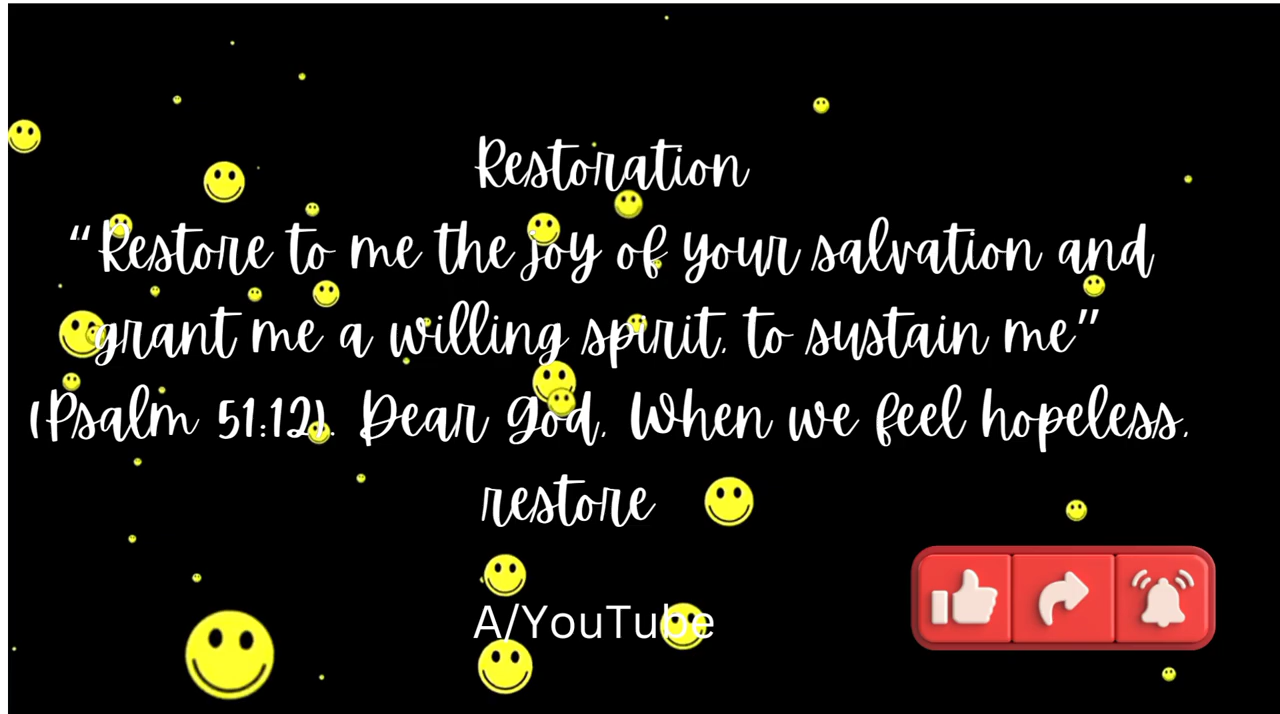 Restoration
“Restore to me the joy of your salvation and
grant me a willing spirit, to sustain me”
(Psalm 51:12). Dear God, When we feel hopeless,
restore
A/YouTube